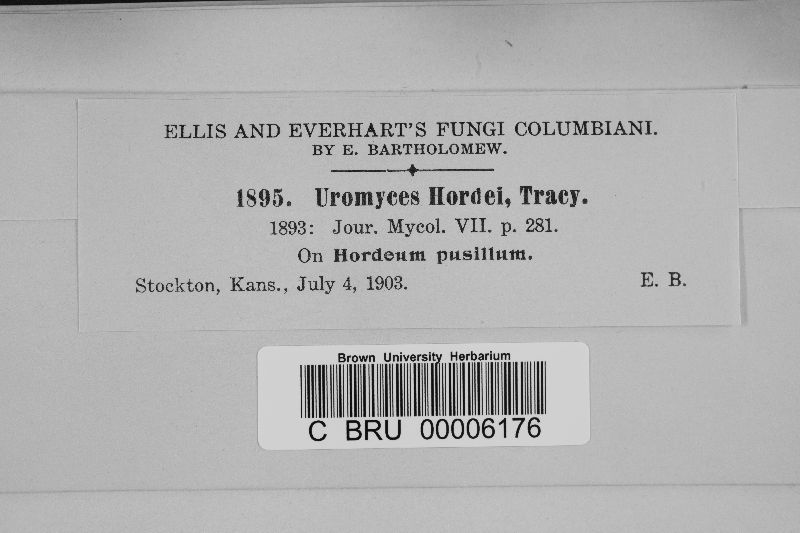 ELLIS AND EVERHART'S FUNGI COLUMBIANI.
BY E. BARTHOLOMEW.
1895. Uromyces Hordei, Tracy.
1893: Jour. Mycol. VII. p. 281.
On Hordeum pusillum.
Stockton, Kans., July 4, 1903. E. B.
Brown University Herbarium
C BRU 00006176